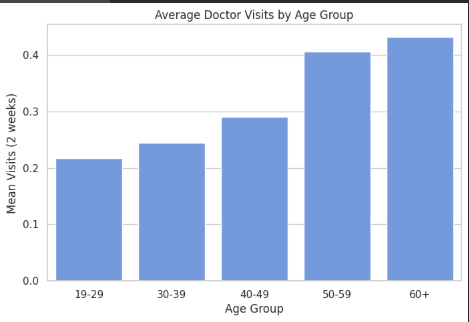 Average Doctor Visits by Age Group
Mean Visits (2 weeks)
0.4
0.3
0.2
0.1
0.0
19-29 30-39 40-49 50-59 60+
Age Group